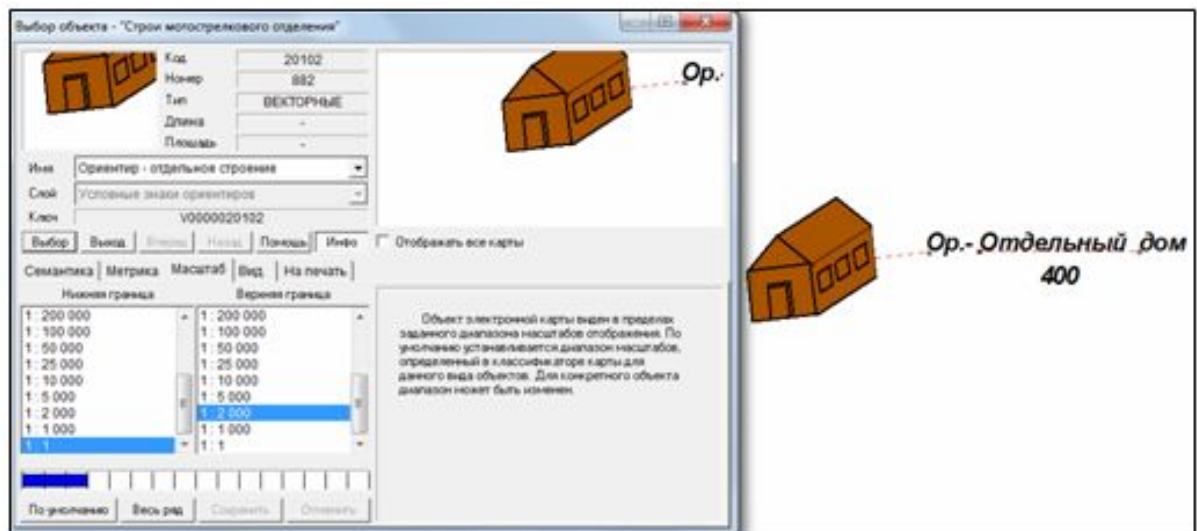 Выбор объекта - "Строи мотострелкового отделения"
Код 20102
Номер 882
Тип ВЕКТОРНЫЕ
Длина -
Площадь -
Имя Ориентир - отдельное строение
Слой Условные знаки ориентиров
Ключ V0000020102
Выбор Выход Вперед Назад Помощь Инфо
Семантика Метрика Масштаб Вид На печать
Нижняя граница Верхняя граница
1 : 200 000 1 : 200 000
1 : 100 000 1 : 100 000
1 : 50 000 1 : 50 000
1 : 25 000 1 : 25 000
1 : 10 000 1 : 10 000
1 : 5 000 1 : 5 000
1 : 2 000 1 : 2 000
1 : 1 000 1 : 1 000
1 : 1 1 : 1
По умолчанию Весь ряд Сохранить Отменить
Ор.-
Отображать все карты
Объект электронной карты виден в пределах
заданного диапазона масштабов отображения. По
умолчанию устанавливается диапазон масштабов,
определенный в классификаторе карты для
данного вида объектов. Для конкретного объекта
диапазон может быть изменен.
Ор.- Отдельный дом
400